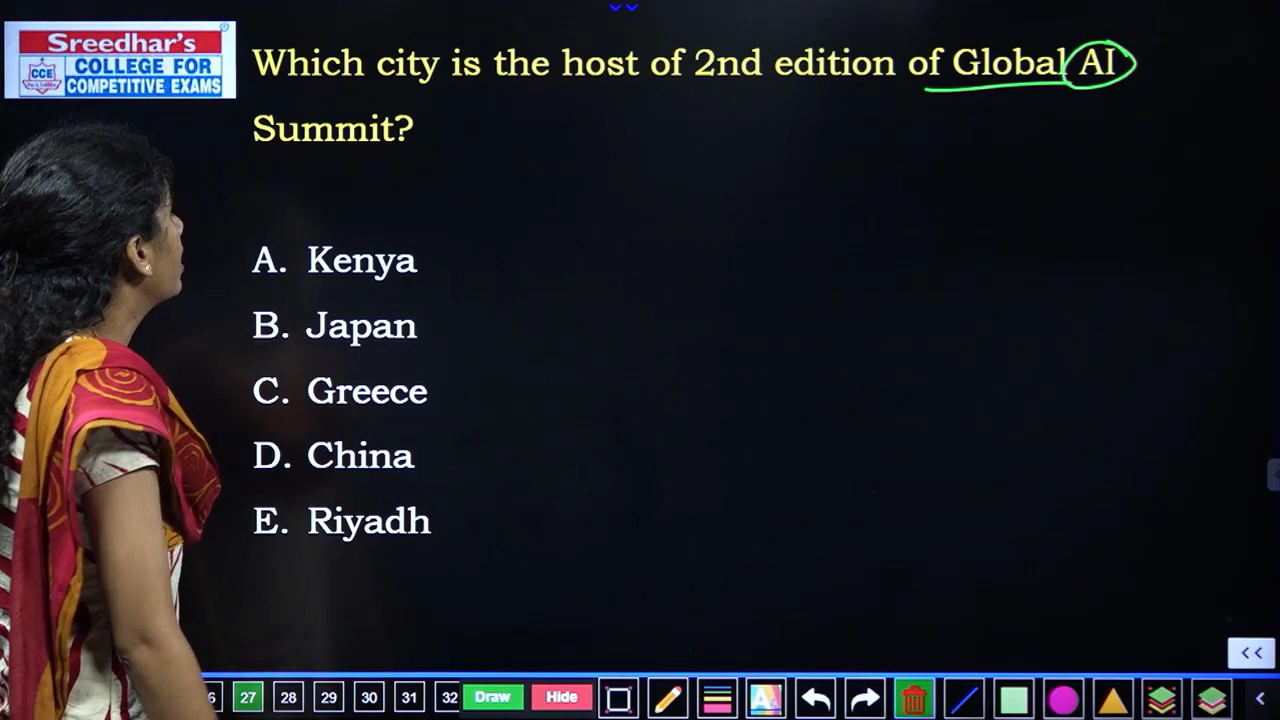 Sreedhar's
CCE
COLLEGE FOR
COMPETITIVE EXAMS
Which city is the host of 2nd edition of Global AI
Summit?
A. Kenya
B. Japan
C. Greece
D. China
E. Riyadh
6 27 28 29 30 31 32 Draw Hide A